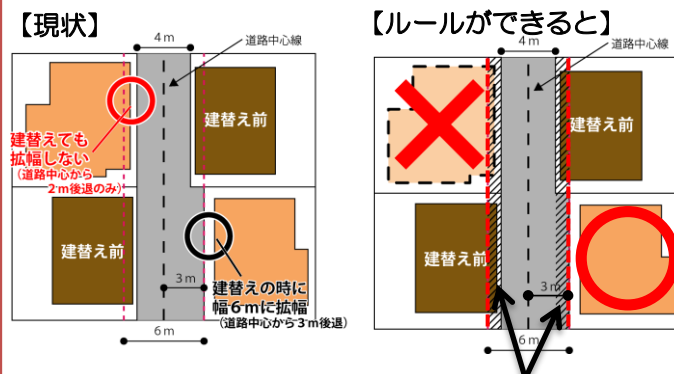 【現状】
4m
道路中心線
建替え前
建替えても
拡幅しない
（道路中心から
2m後退のみ）
建替え前
3m
建替えの時に
幅6mに拡幅
（道路中心から3m後退）
6m
【ルールができると】
4m
道路中心線
建替え前
建替え前
3m
6m